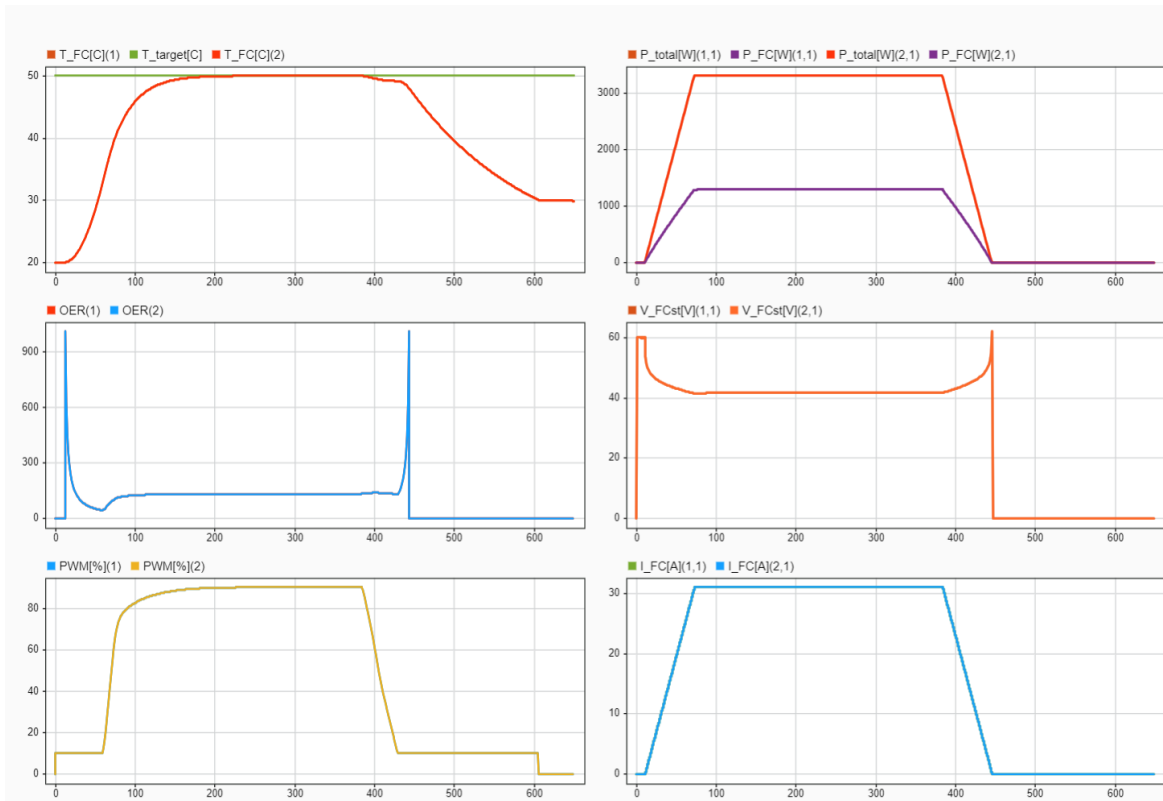 T_FC[C](1) T_target[C] T_FC[C](2)
50
40
30
20
0 100 200 300 400 500 600
P_total[W](1,1) P_FC[W](1,1) P_total[W](2,1) P_FC[W](2,1)
3000
2000
1000
0
0 100 200 300 400 500 600
OER(1) OER(2)
900
600
300
0
0 100 200 300 400 500 600
V_FCst[V](1,1) V_FCst[V](2,1)
60
40
20
0
0 100 200 300 400 500 600
PWM[%](1) PWM[%](2)
80
60
40
20
0
0 100 200 300 400 500 600
I_FC[A](1,1) I_FC[A](2,1)
30
20
10
0
0 100 200 300 400 500 600